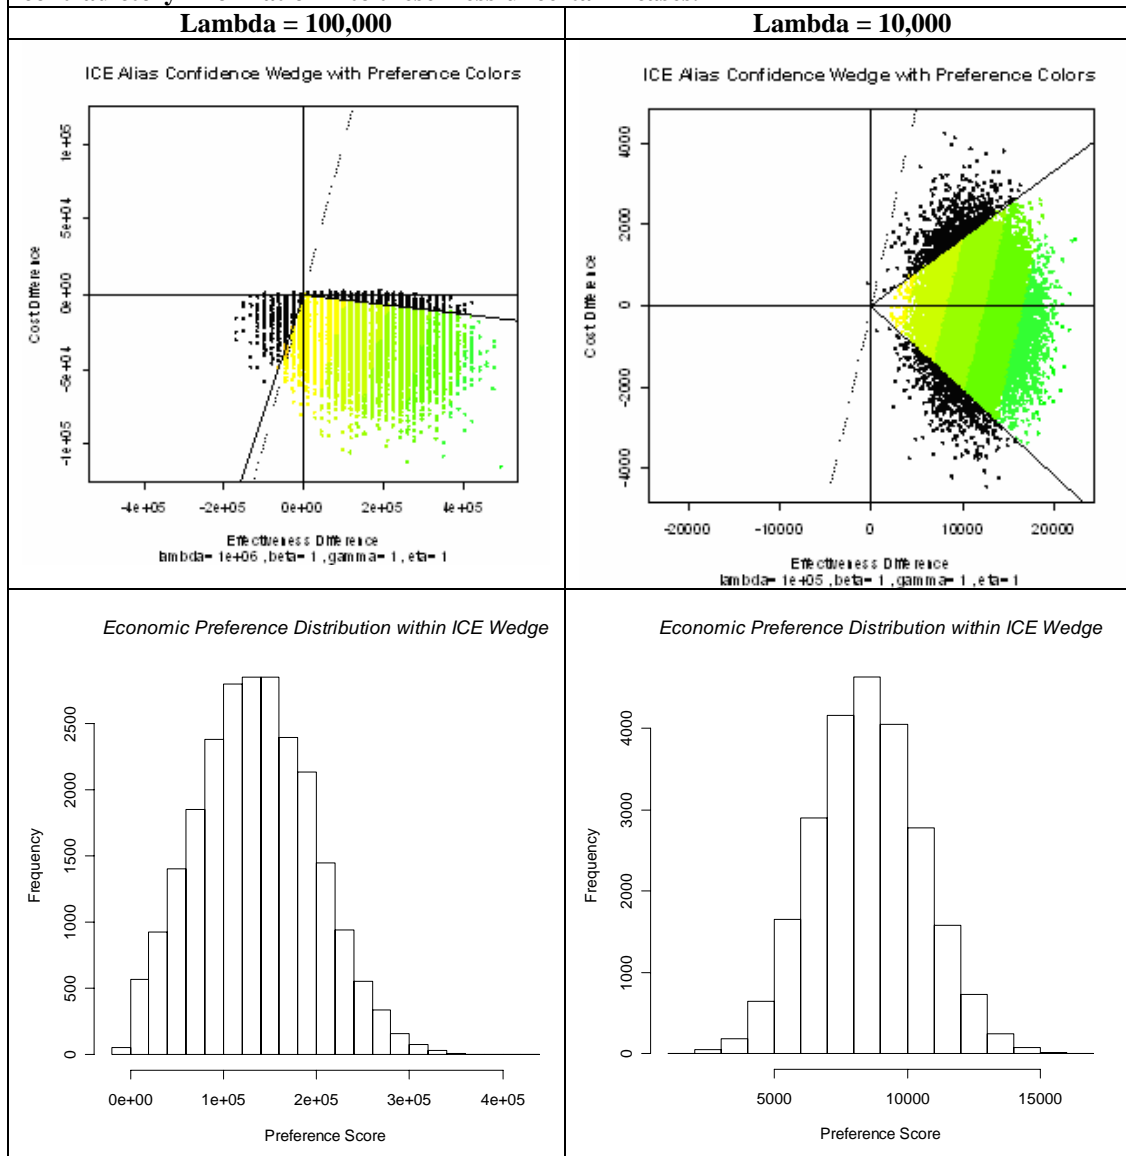 Lambda = 100,000
Lambda = 10,000
ICE Alias Confidence Wedge with Preference Colors
Cost Difference
1e+05
5e+04
0e+00
-5e+04
-1e+05
-4e+05 -2e+05 0e+00 2e+05 4e+05
Effectiveness Difference
lambda= 1e+06 , beta= 1 , gamma= 1 , eta= 1
ICE Alias Confidence Wedge with Preference Colors
Cost Difference
4000
2000
0
-2000
-4000
-20000 -10000 0 10000 20000
Effectiveness Difference
lambda= 1e+05 , beta= 1 , gamma= 1 , eta= 1
Economic Preference Distribution within ICE Wedge
Frequency
2500
2000
1500
1000
500
0
0e+00 1e+05 2e+05 3e+05 4e+05
Preference Score
Economic Preference Distribution within ICE Wedge
Frequency
4000
3000
2000
1000
0
5000 10000 15000
Preference Score